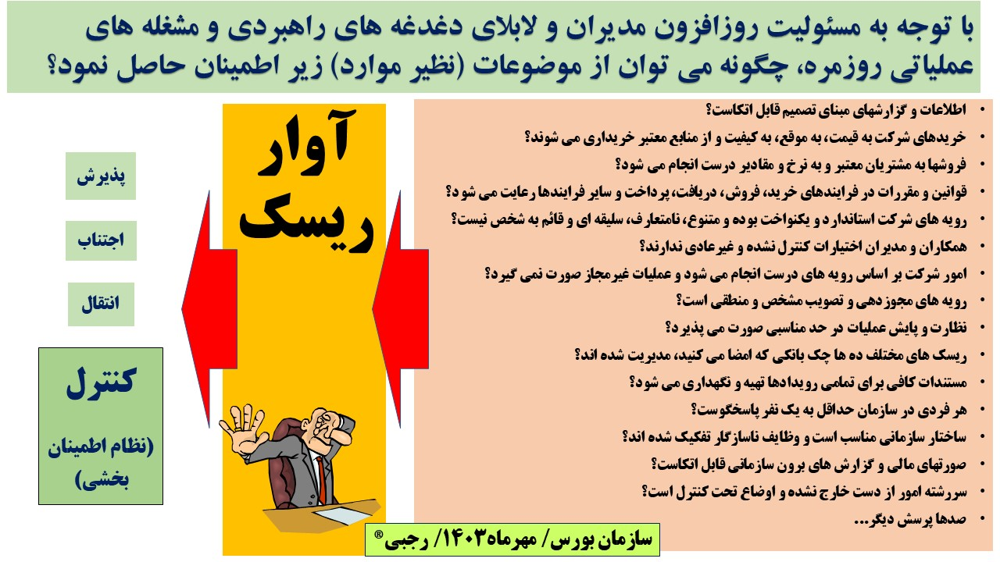 با توجه به مسئولیت روزافزون مدیران و لابلای دغدغه های راهبردی و مشغله های
عملیاتی روزمره، چگونه می توان از موضوعات (نظیر موارد) زیر اطمینان حاصل نمود؟
• اطلاعات و گزارشهای مبنای تصمیم قابل اتکاست؟
• خریدهای شرکت به قیمت، به موقع، به کیفیت و از منابع معتبر خریداری می شوند؟
• فروشها به مشتریان معتبر و به نرخ و مقادیر درست انجام می شود؟
• قوانین و مقررات در فرایندهای خرید، فروش، دریافت، پرداخت و سایر فرایندها رعایت می شود؟
• رویه های شرکت استاندارد و یکنواخت بوده و متنوع، نامتعارف، سلیقه ای و قائم به شخص نیست؟
• همکاران و مدیران اختیارات کنترل نشده و غیرعادی ندارند؟
• امور شرکت بر اساس رویه های درست انجام می شود و عملیات غیرمجاز صورت نمی گیرد؟
• رویه های مجوزدهی و تصویب مشخص و منطقی است؟
• نظارت و پایش عملیات در حد مناسبی صورت می پذیرد؟
• ریسک های مختلف ده ها چک بانکی که امضا می کنید، مدیریت شده اند؟
• مستندات کافی برای تمامی رویدادها تهیه و نگهداری می شود؟
• هر فردی در سازمان حداقل به یک نفر پاسخگوست؟
• ساختار سازمانی مناسب است و وظایف ناسازگار تفکیک شده اند؟
• صورتهای مالی و گزارش های برون سازمانی قابل اتکاست؟
• سررشته امور از دست خارج نشده و اوضاع تحت کنترل است؟
• صدها پرسش دیگر...
آوار
ریسک
پذیرش
اجتناب
انتقال
کنترل
(نظام اطمینان
بخشی)
سازمان بورس/ مهرماه۱۴۰۳/ رجبی®